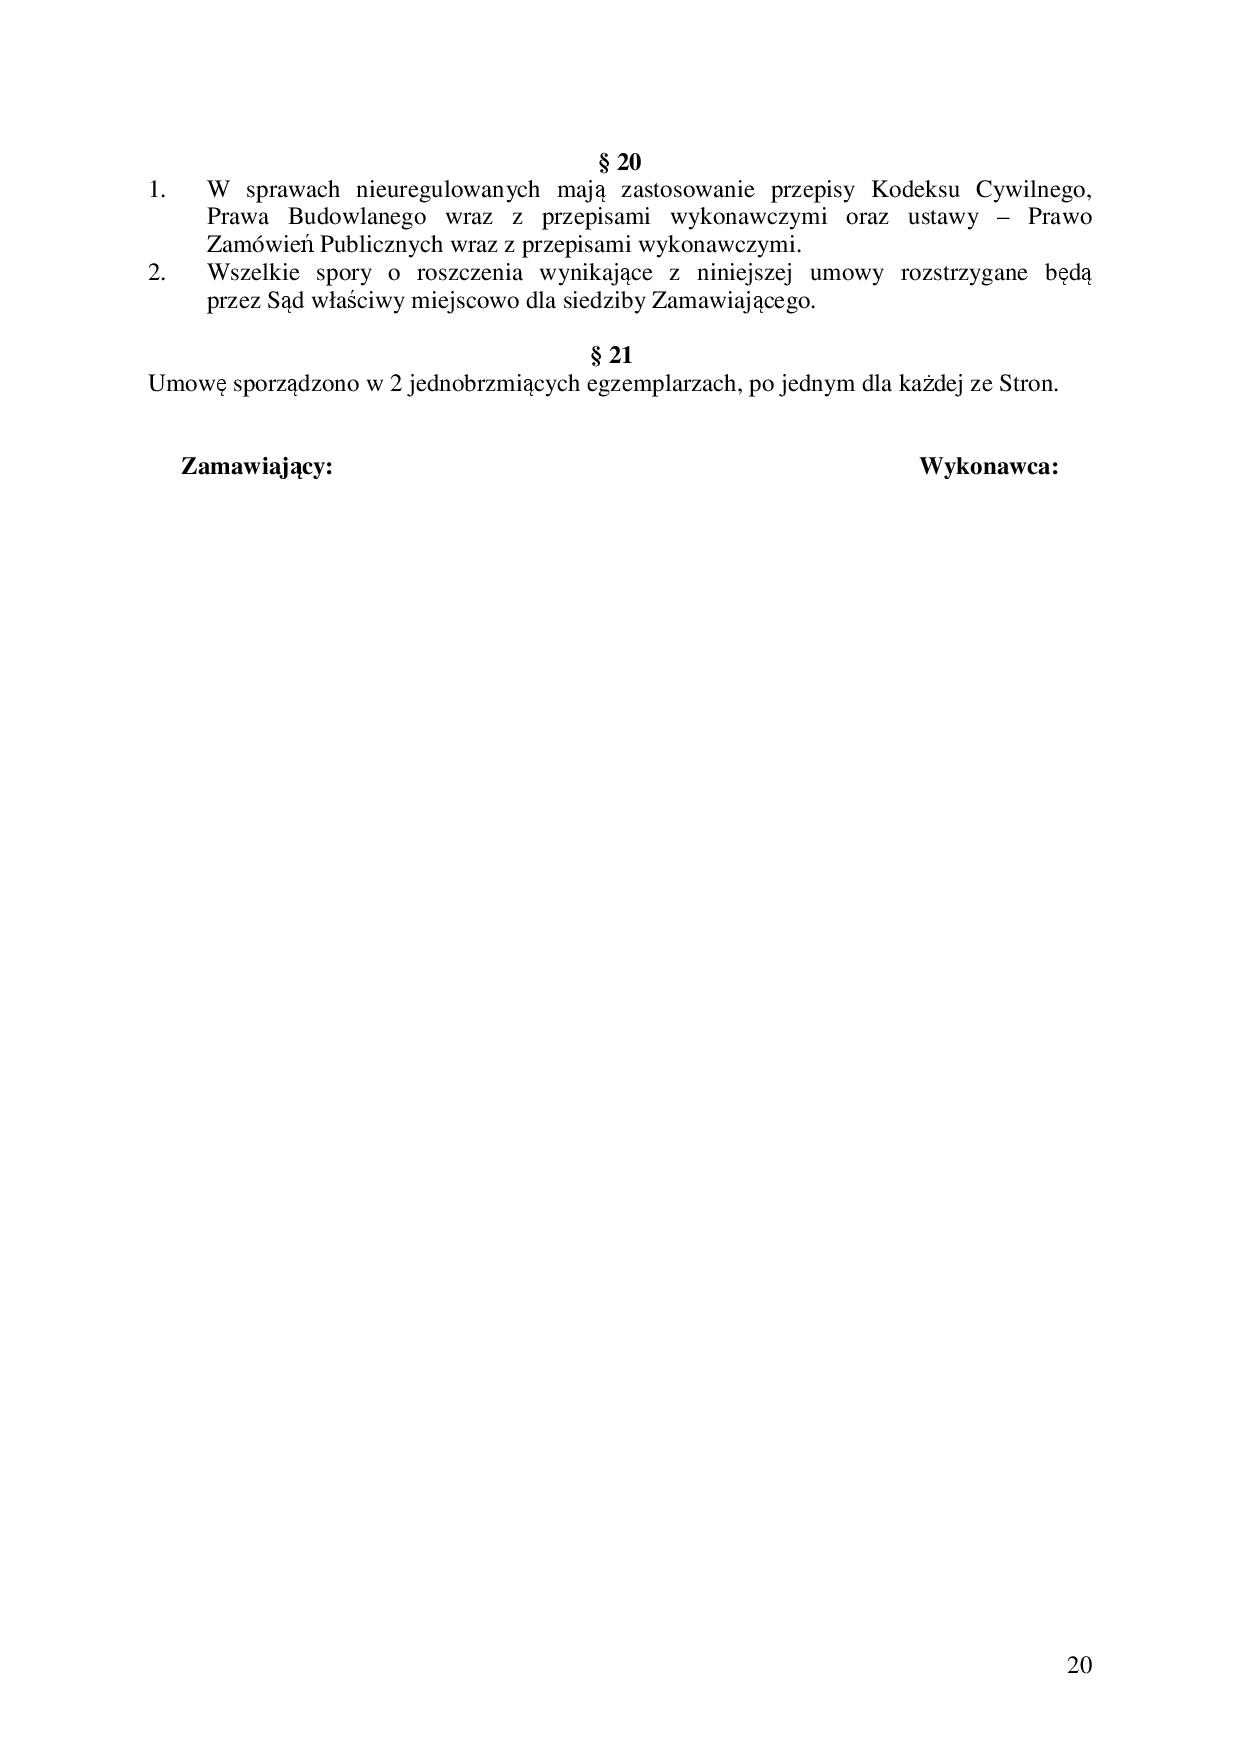 § 20
1. W sprawach nieuregulowanych mają zastosowanie przepisy Kodeksu Cywilnego,
Prawa Budowlanego wraz z przepisami wykonawczymi oraz ustawy – Prawo
Zamówień Publicznych wraz z przepisami wykonawczymi.
2. Wszelkie spory o roszczenia wynikające z niniejszej umowy rozstrzygane będą
przez Sąd właściwy miejscowo dla siedziby Zamawiającego.
§ 21
Umowę sporządzono w 2 jednobrzmiących egzemplarzach, po jednym dla każdej ze Stron.
Zamawiający: Wykonawca:
20